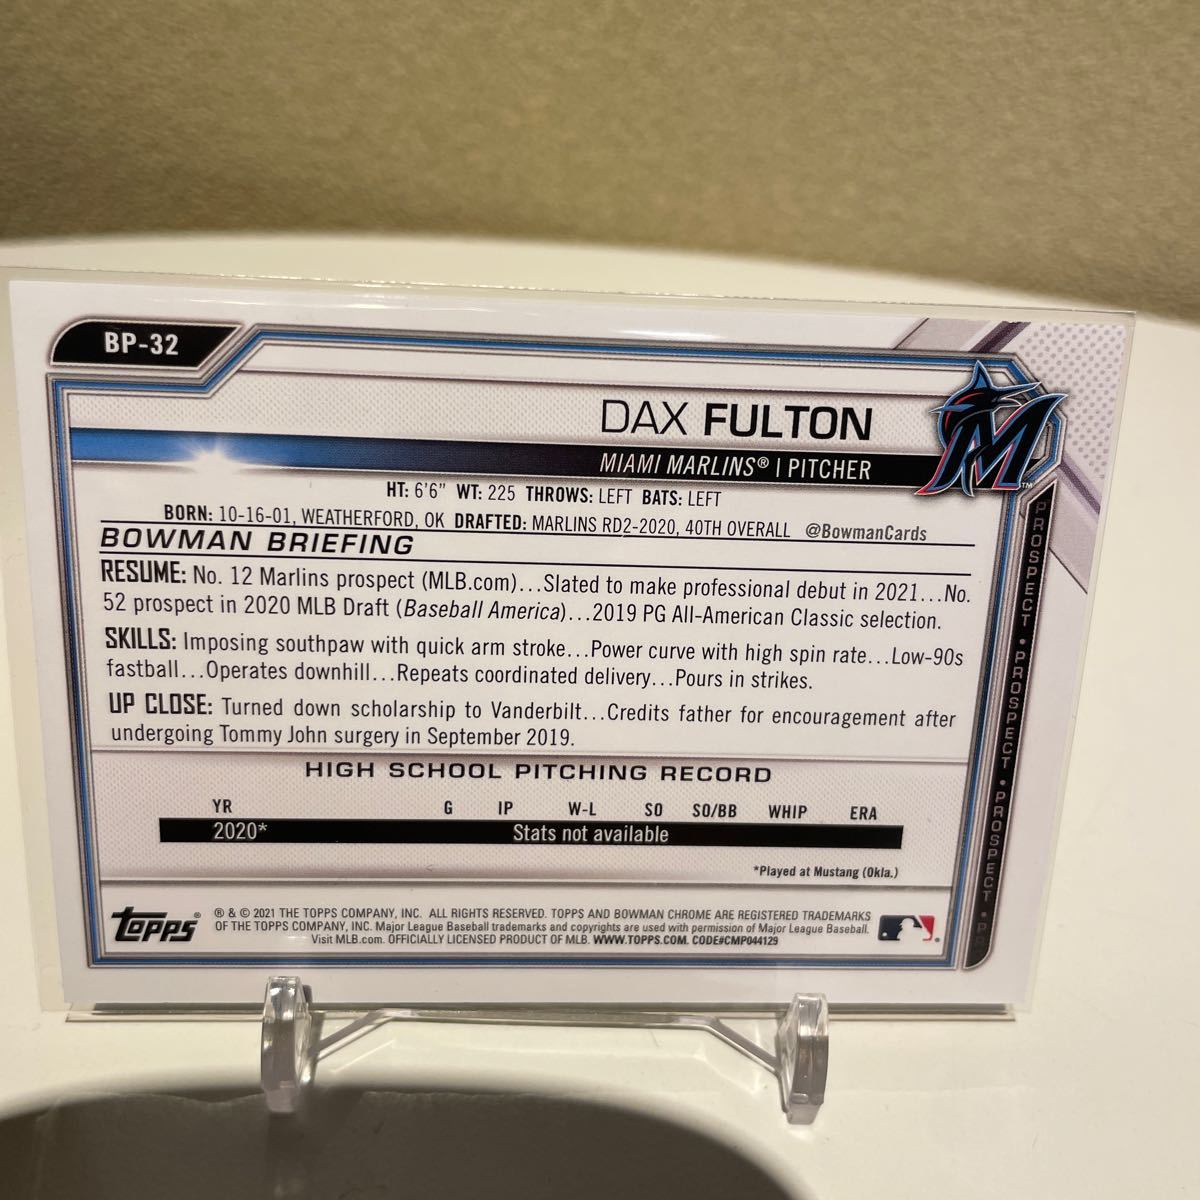 BP-32
DAX FULTON
MIAMI MARLINS® | PITCHER
HT: 6'6" WT: 225 THROWS: LEFT BATS: LEFT
BORN: 10-16-01, WEATHERFORD, OK DRAFTED: MARLINS RD2-2020, 40TH OVERALL @BowmanCards
BOWMAN BRIEFING
RESUME: No. 12 Marlins prospect (MLB.com)...Slated to make professional debut in 2021...No.
52 prospect in 2020 MLB Draft (Baseball America)...2019 PG All-American Classic selection.
SKILLS: Imposing southpaw with quick arm stroke...Power curve with high spin rate...Low-90s
fastball...Operates downhill...Repeats coordinated delivery...Pours in strikes.
UP CLOSE: Turned down scholarship to Vanderbilt...Credits father for encouragement after
undergoing Tommy John surgery in September 2019.
HIGH SCHOOL PITCHING RECORD
YR G IP W-L SO SO/BB WHIP ERA
2020* Stats not available
*Played at Mustang (Okla.)
topps® ® & © 2021 THE TOPPS COMPANY, INC. ALL RIGHTS RESERVED. TOPPS AND BOWMAN CHROME ARE REGISTERED TRADEMARKS
OF THE TOPPS COMPANY, INC. Major League Baseball trademarks and copyrights are used with permission of Major League Baseball.
Visit MLB.com. OFFICIALLY LICENSED PRODUCT OF MLB. WWW.TOPPS.COM. CODE#CMP044129
M™
PROSPECT • PROSPECT • PROSPECT • PR